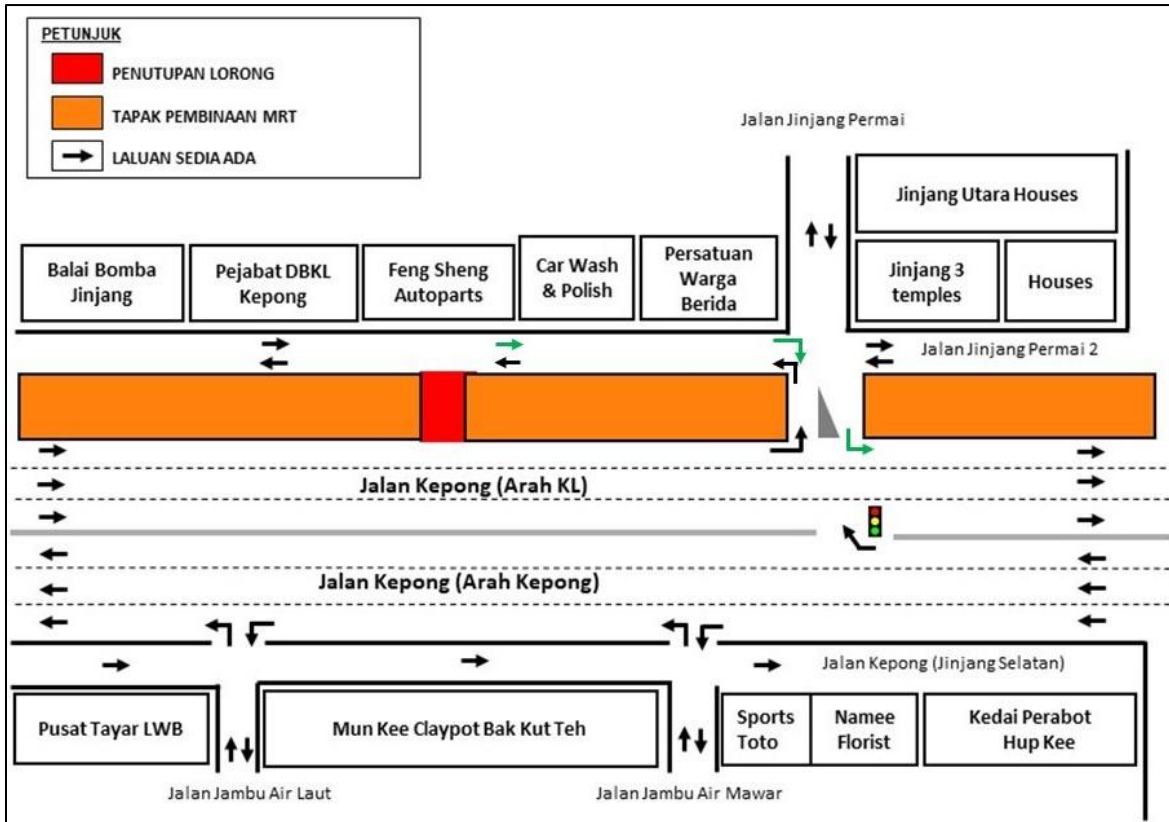 PETUNJUK
PENUTUPAN LORONG
TAPAK PEMBINAAN MRT
LALUAN SEDIA ADA
Jalan Jinjang Permai
Jinjang Utara Houses
Balai Bomba
Jinjang
Pejabat DBKL
Kepong
Feng Sheng
Autoparts
Car Wash
& Polish
Persatuan
Warga
Berida
Jinjang 3
temples
Houses
Jalan Jinjang Permai 2
Jalan Kepong (Arah KL)
Jalan Kepong (Arah Kepong)
Jalan Kepong (Jinjang Selatan)
Pusat Tayar LWB
Mun Kee Claypot Bak Kut Teh
Sports
Toto
Namee
Florist
Kedai Perabot
Hup Kee
Jalan Jambu Air Laut
Jalan Jambu Air Mawar